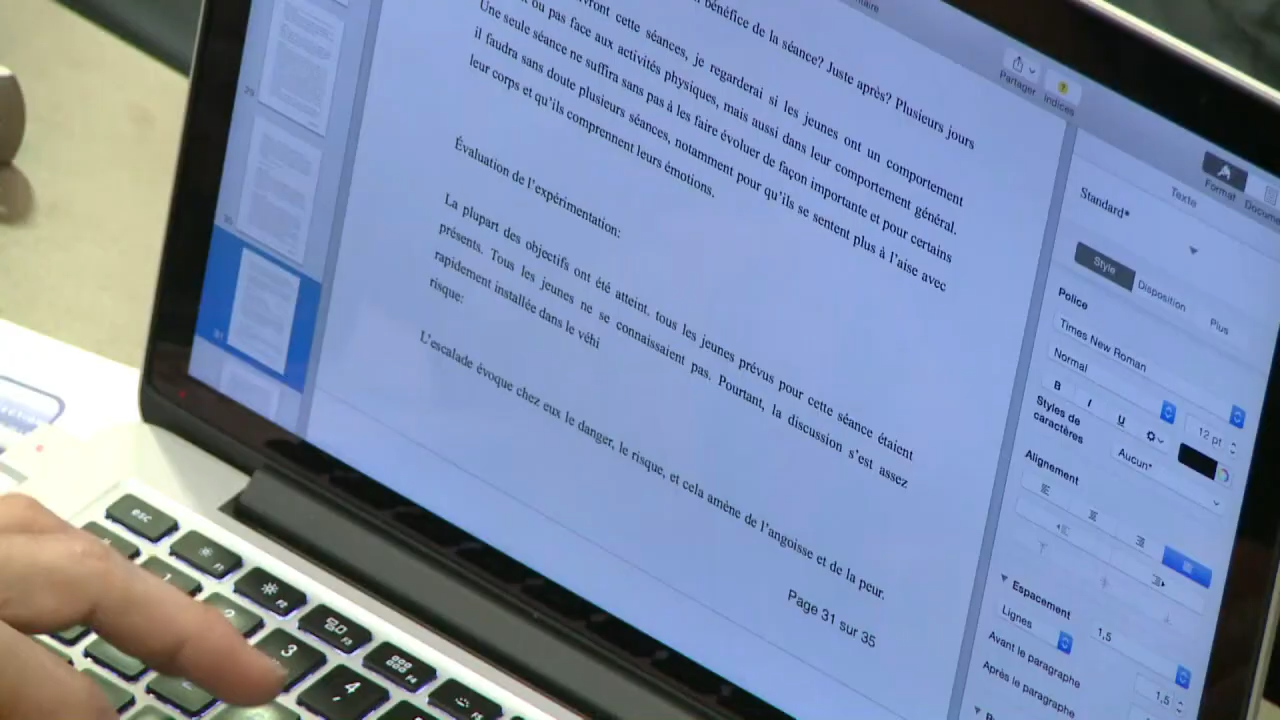 bénéfice de la séance? Juste après? Plusieurs jours
cette séances, je regarderai si les jeunes ont un comportement
ou pas face aux activités physiques, mais aussi dans leur comportement général.
Une seule séance ne suffira sans pas à les faire évoluer de façon importante et pour certains
il faudra sans doute plusieurs séances, notamment pour qu'ils se sentent plus à l'aise avec
leur corps et qu'ils comprennent leurs émotions.
Évaluation de l'expérimentation:
La plupart des objectifs ont été atteint, tous les jeunes prévus pour cette séance étaient
présents. Tous les jeunes ne se connaissaient pas. Pourtant, la discussion s'est assez
rapidement installée dans le véhi
risque:
L'escalade évoque chez eux le danger, le risque, et cela amène de l'angoisse et de la peur.
Page 31 sur 35
Partager
Indices
Format
Texte
Standard*
Style
Disposition
Plus
Police
Times New Roman
Normal
B I U
12 pt
Styles de
caractères
Aucun*
Alignement
Espacement
Lignes
1,5
Avant le paragraphe
Après le paragraphe
1,5
31
esc
F1
F2
F3
F4
3
4